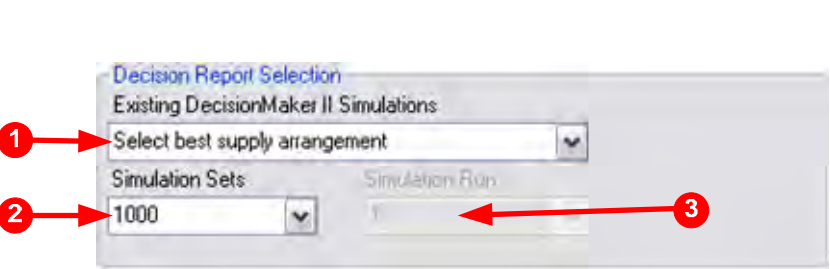 Decision Report Selection
Existing DecisionMaker II Simulations
1
Select best supply arrangement
Simulation Sets Simulation Run
2
1000 1
3